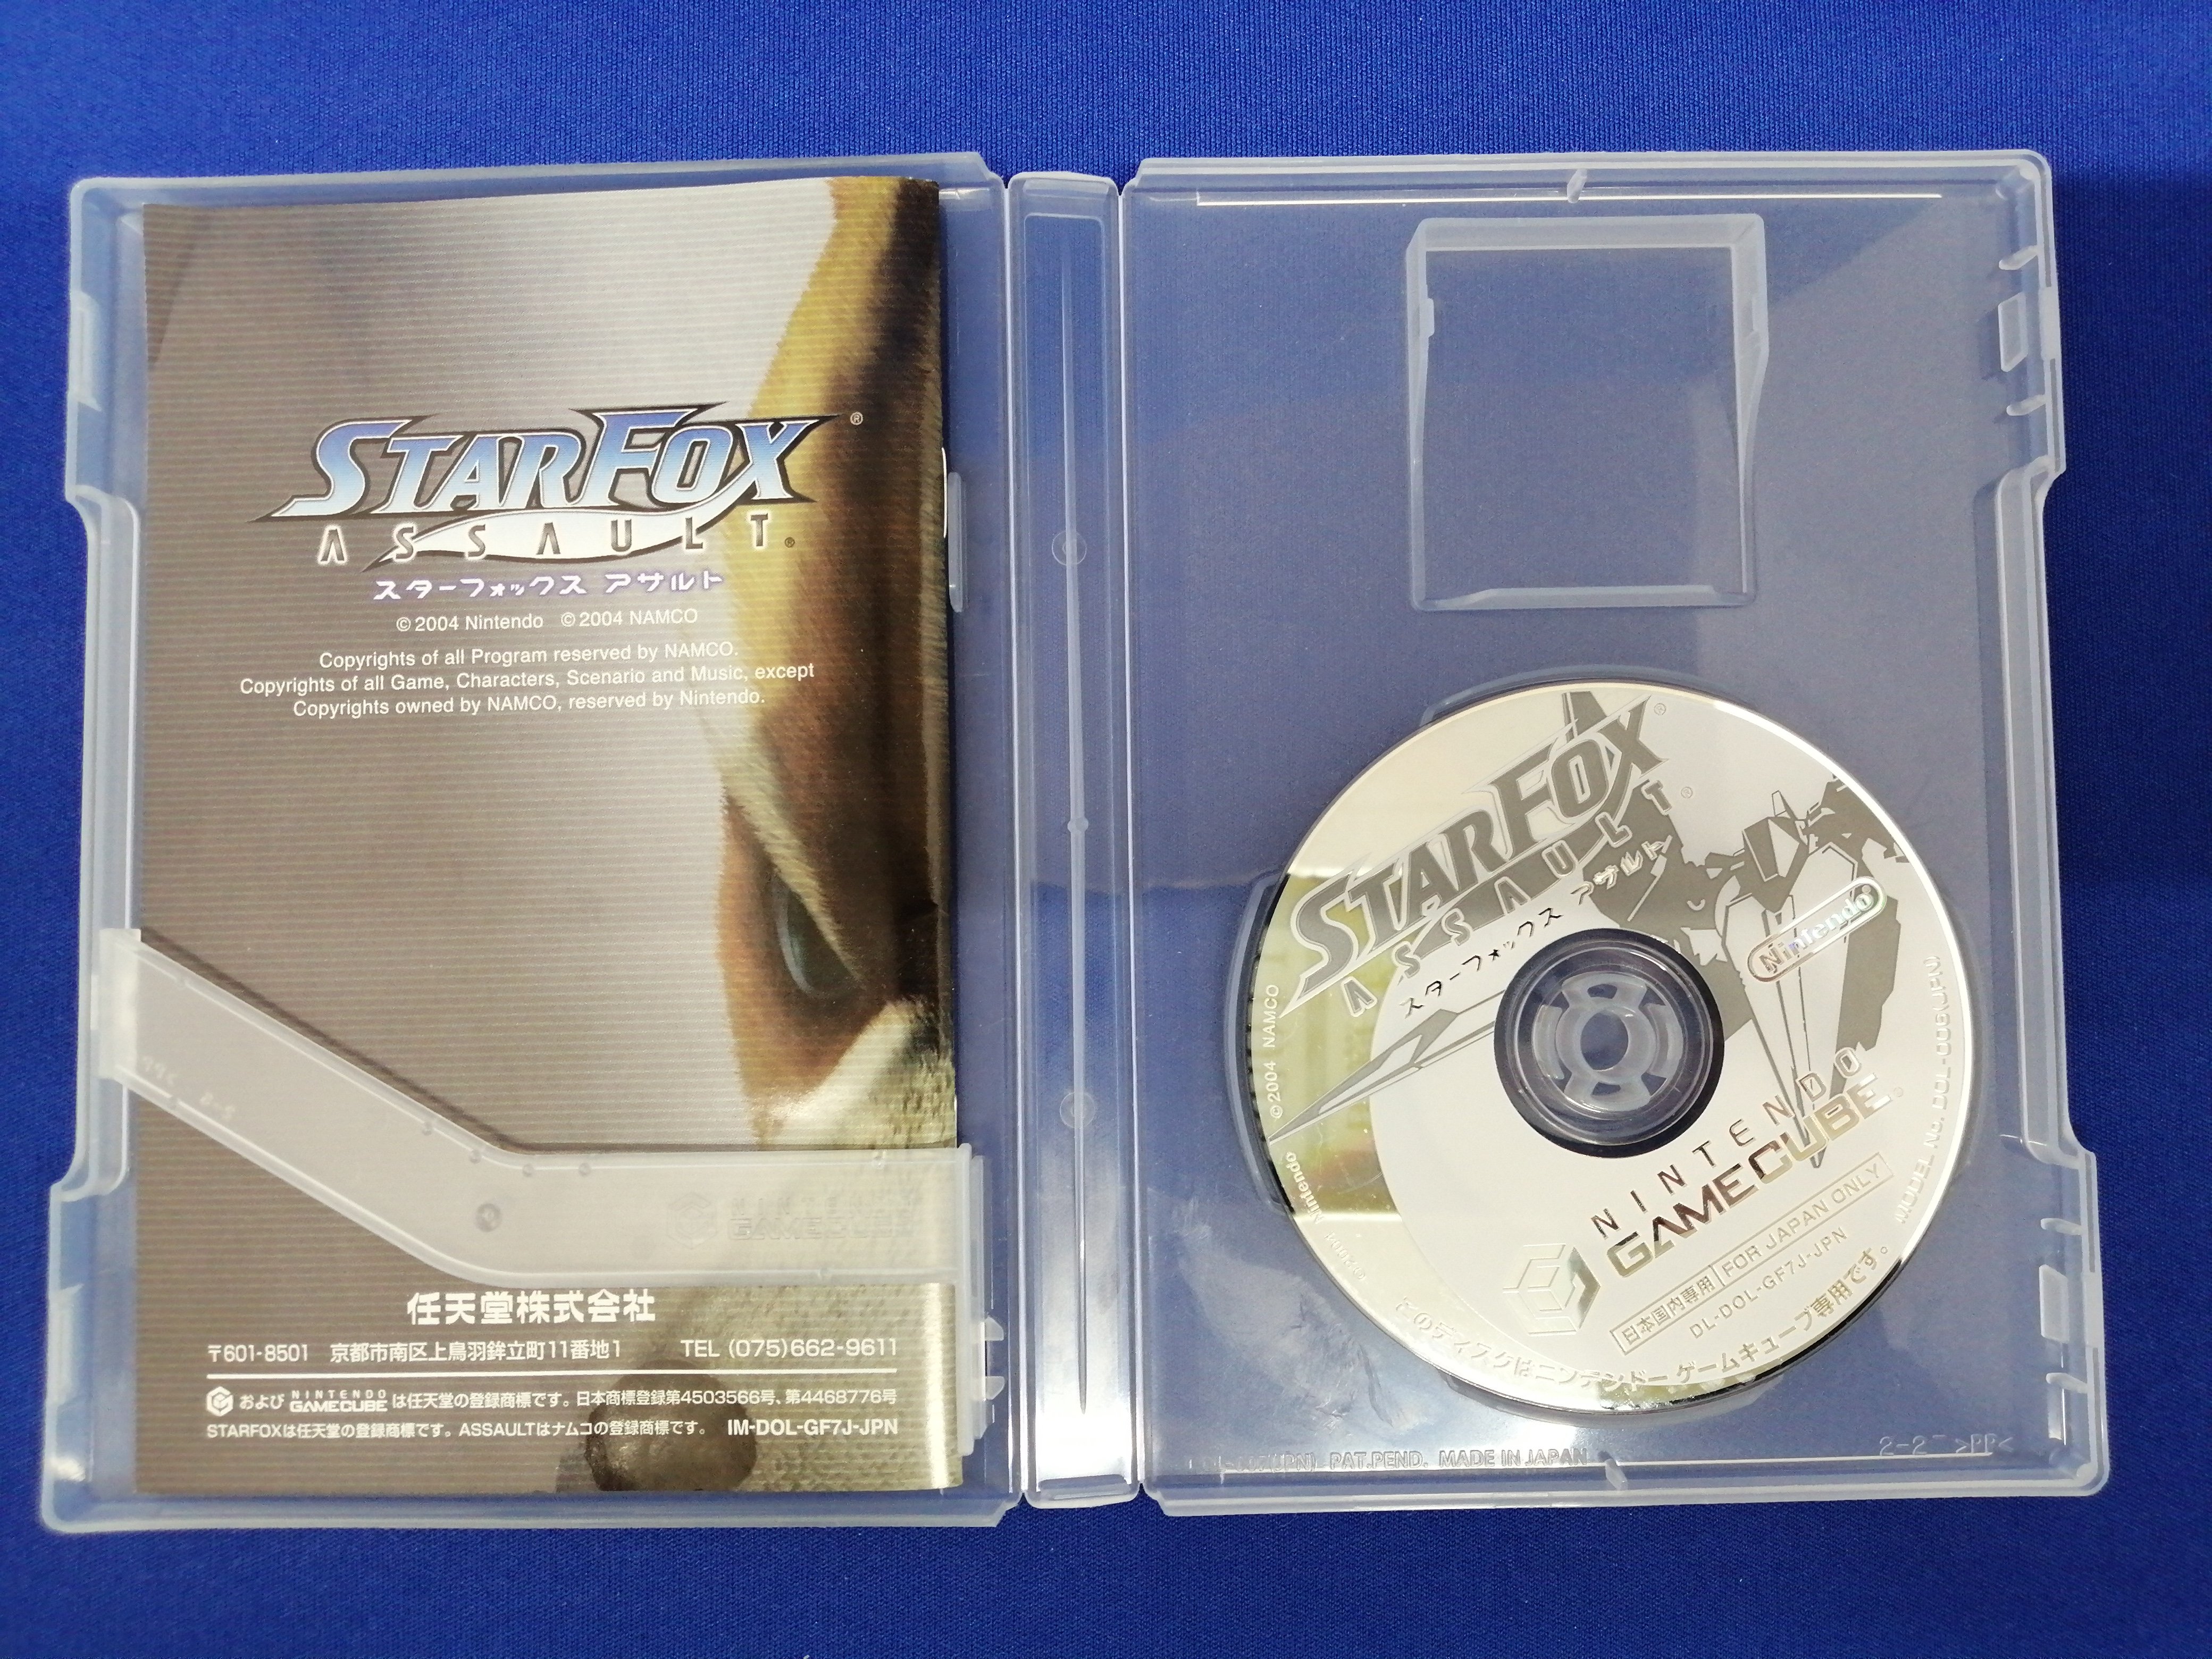 STARFOX®
ASSAULT®
スターフォックス アサルト
©2004 Nintendo ©2004 NAMCO
Copyrights of all Program reserved by NAMCO.
Copyrights of all Game, Characters, Scenario and Music, except
Copyrights owned by NAMCO, reserved by Nintendo.
NINTENDO
GAMECUBE
任天堂株式会社
〒601-8501 京都市南区上鳥羽鉾立町11番地1 TEL (075)662-9611
および NINTENDO GAMECUBE は任天堂の登録商標です。日本商標登録第4503566号、第4468776号
STARFOXは任天堂の登録商標です。ASSAULTはナムコの登録商標です。 IM-DOL-GF7J-JPN
STARFOX®
ASSAULT®
スターフォックス アサルト
Nintendo
©2004 NAMCO
Nintendo
MODEL NO. DOL-006(JPN)
NINTENDO
GAMECUBE
日本国内専用 FOR JAPAN ONLY
DL-DOL-GF7J-JPN
このディスクはニンテンドーゲームキューブ専用です。
PAT.PEND. MADE IN JAPAN
2-2 >PP<